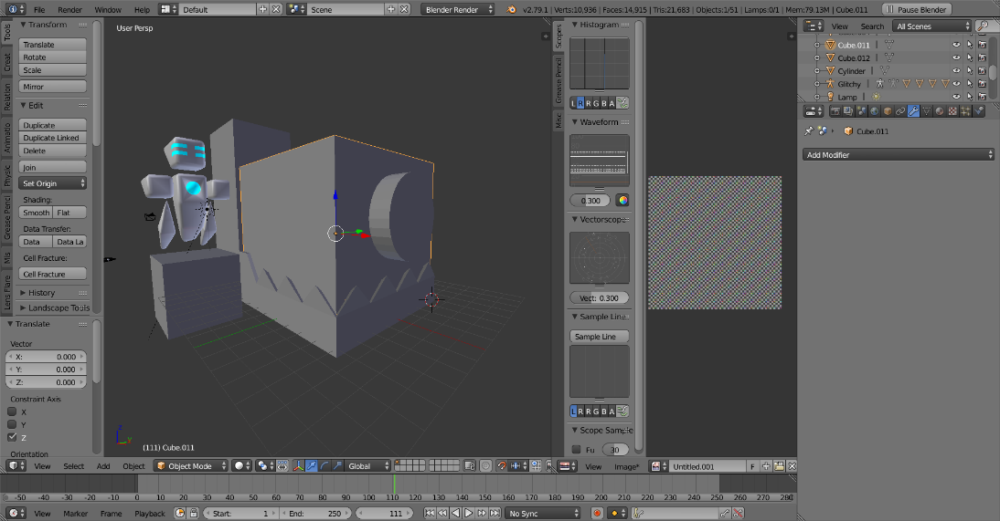 File Render Window Help Default Scene Blender Render v2.79.1 | Verts:10,936 | Faces:14,915 | Tris:21,683 | Objects:1/51 | Lamps:0/1 | Mem:79.13M | Cube.011 Pause Blender
Tools
Creat
Relation
Animatio
Physic
Grease Penci
Mis
Lens Flare
Transform
Translate
Rotate
Scale
Mirror
Edit
Duplicate
Duplicate Linked
Delete
Join
Set Origin
Shading:
Smooth Flat
Data Transfer:
Data Data La
Cell Fracture:
Cell Fracture
History
Landscape Tools
Translate
Vector
X: 0.000
Y: 0.000
Z: 0.000
Constraint Axis
X
Y
Z
Orientation
User Persp
(111) Cube.011
View Select Add Object Object Mode Global
Scopes
Grease Pencil
Misc
Histogram
L R R G B A
Waveform
0.300
Vectorscop
Vect: 0.300
Sample Line
Sample Line
L R R G B A
Scope Sample
Fu 30
View Image* Untitled.001 F
View Search All Scenes
Cube.011
Cube.012
Cylinder
Glitchy
Lamp
Cube.011
Add Modifier
-50 -40 -30 -20 -10 0 10 20 30 40 50 60 70 80 90 100 110 120 130 140 150 160 170 180 190 200 210 220 230 240 250 260 270 280
View Marker Frame Playback Start: 1 End: 250 111 No Sync